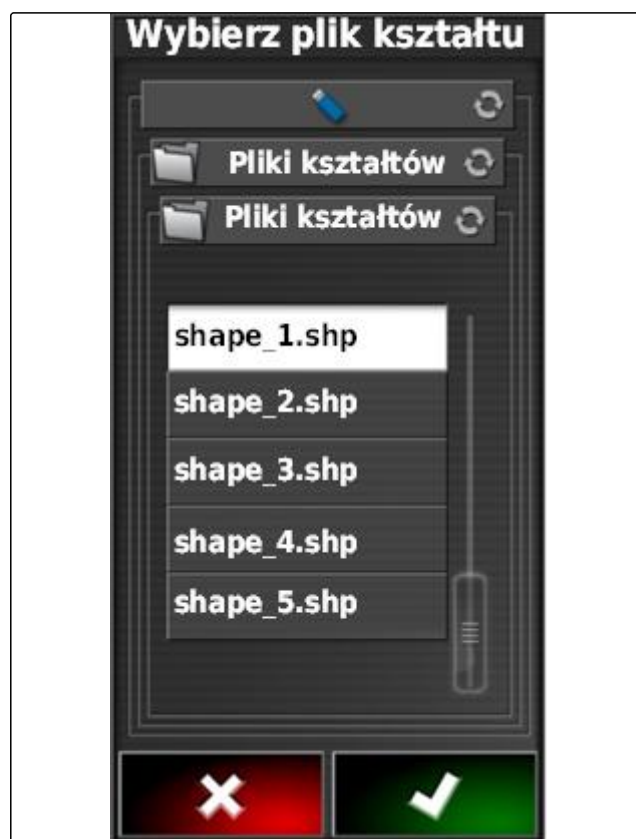 Wybierz plik kształtu
Pliki kształtów
Pliki kształtów
shape_1.shp
shape_2.shp
shape_3.shp
shape_4.shp
shape_5.shp